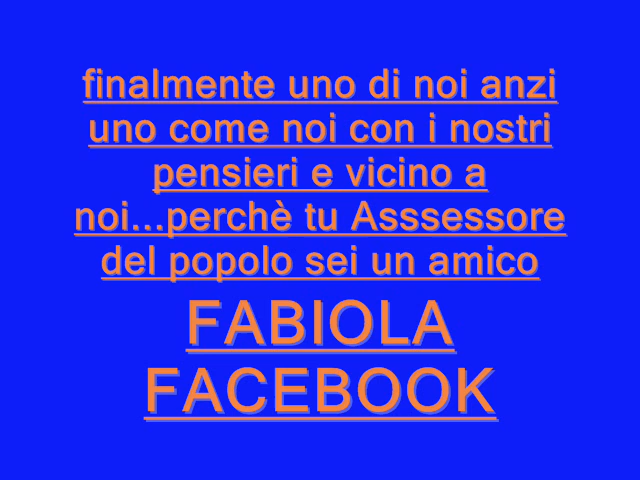 finalmente uno di noi anzi
uno come noi con i nostri
pensieri e vicino a
noi...perchè tu Asssessore
del popolo sei un amico
FABIOLA
FACEBOOK